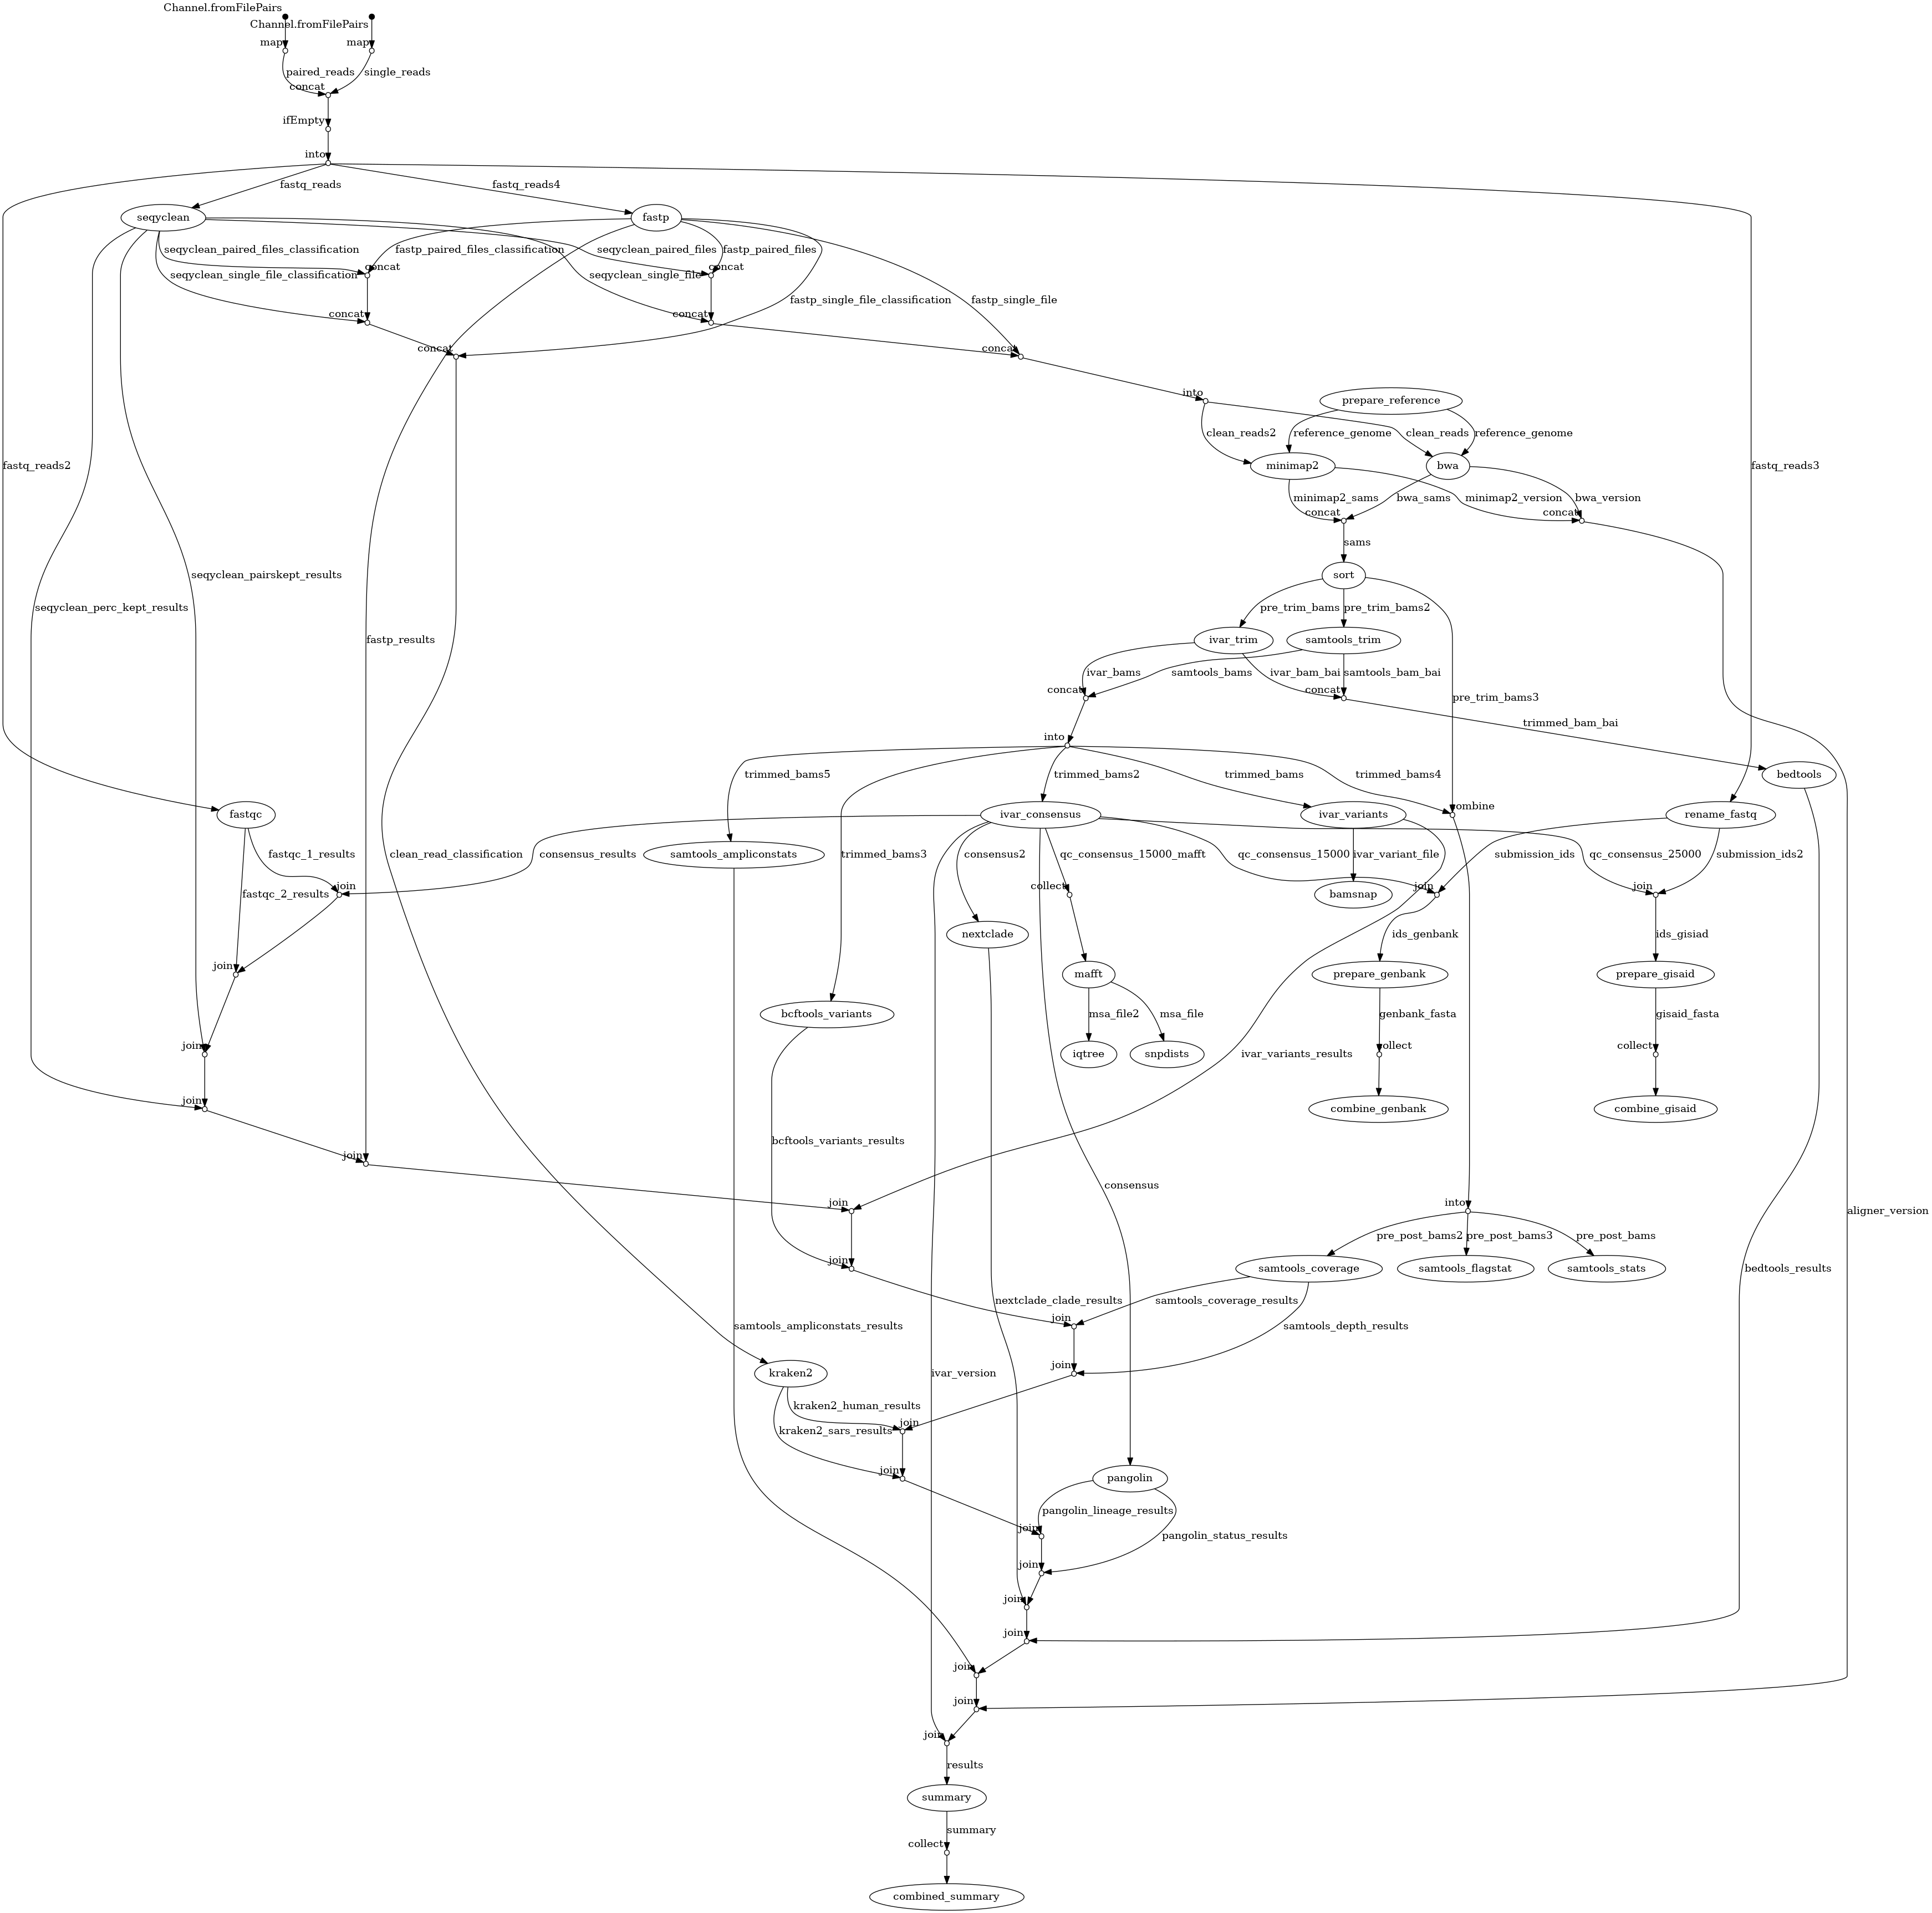 Channel.fromFilePairs
Channel.fromFilePairs
map
map
paired_reads
single_reads
concat
ifEmpty
into
fastq_reads
fastq_reads4
seqyclean
fastp
seqyclean_paired_files_classification
fastp_paired_files_classification
seqyclean_paired_files
fastp_paired_files
concat
concat
seqyclean_single_file_classification
seqyclean_single_file
fastp_single_file_classification
fastp_single_file
concat
concat
concat
concat
into
prepare_reference
clean_reads2
reference_genome
clean_reads
reference_genome
fastq_reads2
minimap2
bwa
fastq_reads3
minimap2_sams
bwa_sams
minimap2_version
bwa_version
concat
concat
sams
seqyclean_pairskept_results
sort
seqyclean_perc_kept_results
pre_trim_bams
pre_trim_bams2
fastp_results
ivar_trim
samtools_trim
ivar_bams
samtools_bams
ivar_bam_bai
samtools_bam_bai
concat
concat
pre_trim_bams3
trimmed_bam_bai
into
trimmed_bams5
trimmed_bams2
trimmed_bams
trimmed_bams4
bedtools
fastqc
ivar_consensus
ivar_variants
combine
rename_fastq
fastqc_1_results
clean_read_classification
consensus_results
samtools_ampliconstats
trimmed_bams3
consensus2
qc_consensus_15000_mafft
qc_consensus_15000
ivar_variant_file
submission_ids
qc_consensus_25000
submission_ids2
join
collect
join
join
fastqc_2_results
bamsnap
nextclade
ids_genbank
ids_gisiad
join
mafft
prepare_genbank
prepare_gisaid
bcftools_variants
msa_file2
msa_file
genbank_fasta
gisaid_fasta
join
iqtree
snpdists
ivar_variants_results
collect
collect
join
combine_genbank
combine_gisaid
bcftools_variants_results
join
consensus
join
into
aligner_version
pre_post_bams2
pre_post_bams3
pre_post_bams
join
samtools_coverage
samtools_flagstat
samtools_stats
bedtools_results
nextclade_clade_results
samtools_coverage_results
join
samtools_ampliconstats_results
samtools_depth_results
join
kraken2
ivar_version
kraken2_human_results
join
kraken2_sars_results
join
pangolin
pangolin_lineage_results
join
pangolin_status_results
join
join
join
join
join
join
results
summary
summary
collect
combined_summary